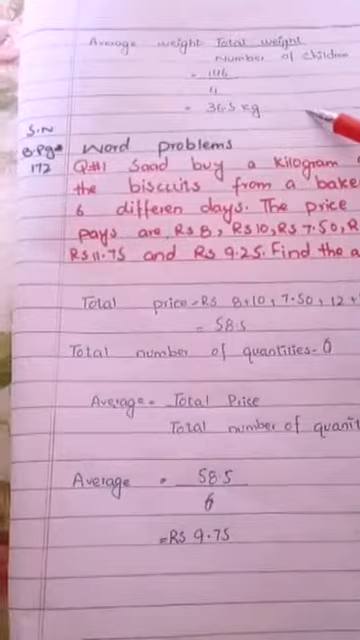 Average weight Total weight
Number of children
= 146
4
= 36.5 kg
S.N
B.Pg#
172
Word problems
Q#1 Saad buy a kilogram
the biscuits from a bake
6 differen days. The price
pays are, Rs 8, Rs 10, Rs 7.50, R
Rs 11.75 and Rs 9.25. Find the a
Total price = Rs 8,10, 7.50, 12
= 58.5
Total number of quantities - 6
Average = Total Price
Total number of quanti
Average = 58.5
6
= Rs 9.75